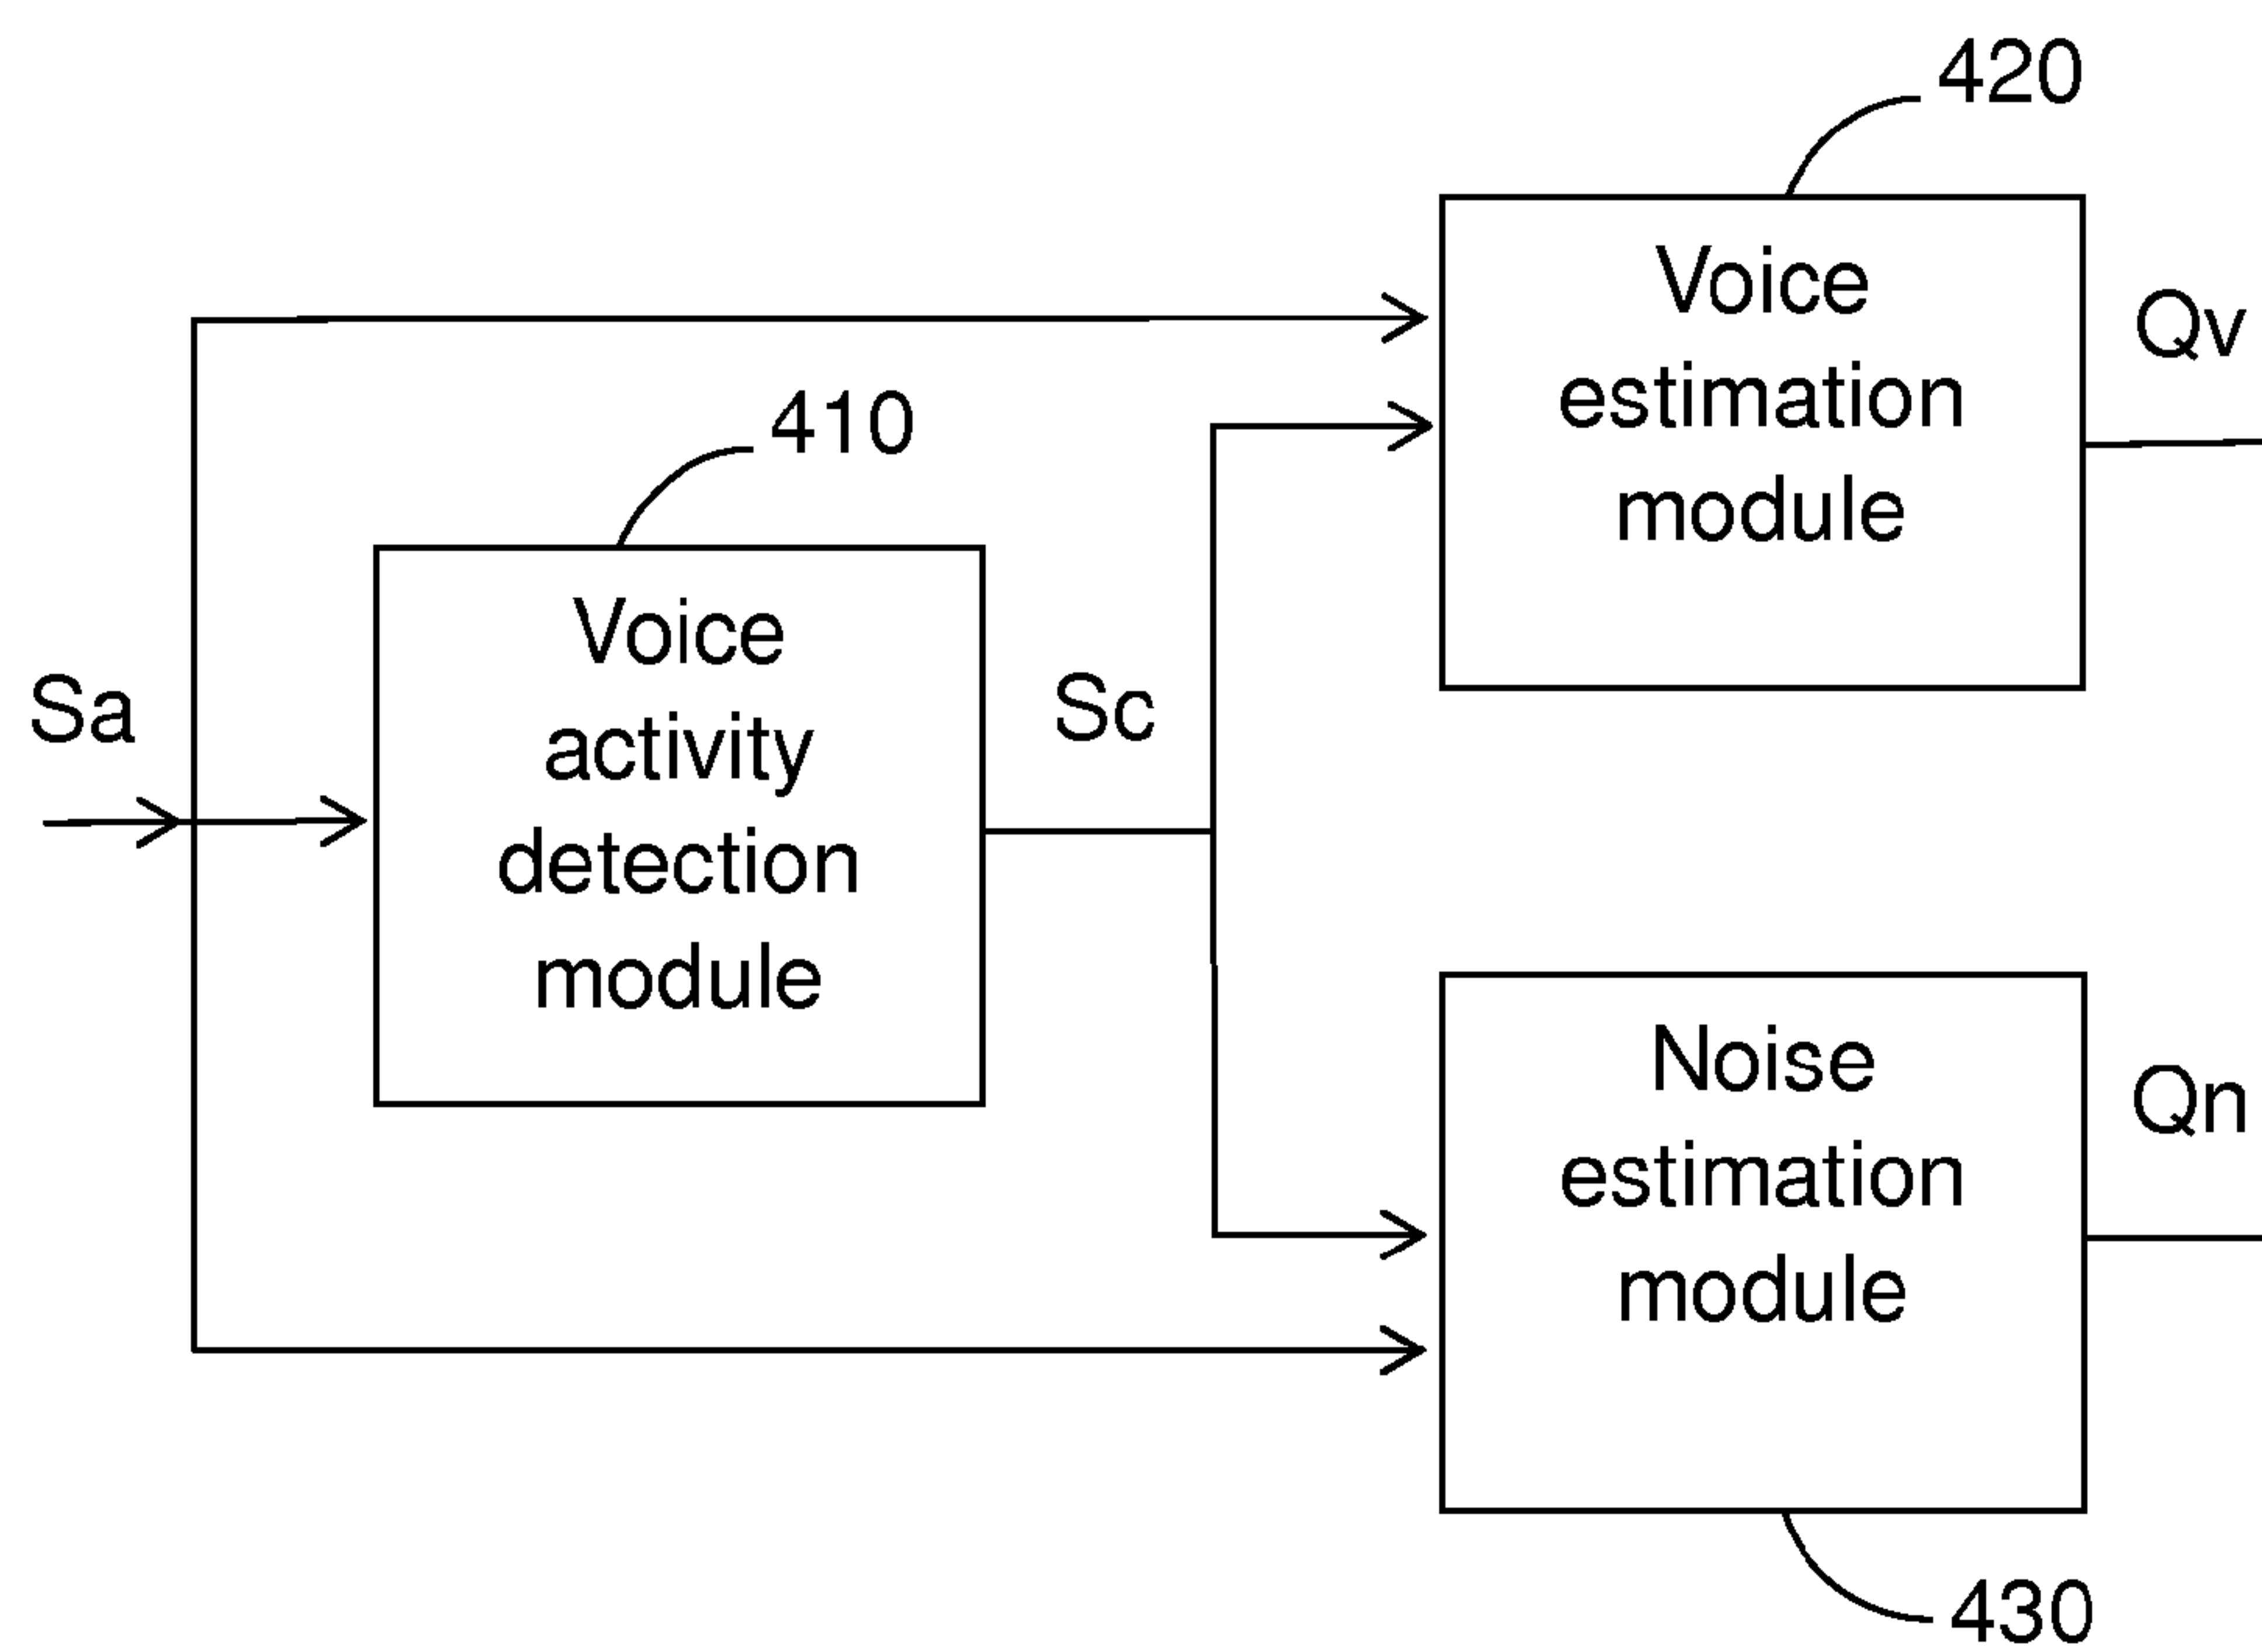 420
Voice
estimation
module
Qv
410
Voice
activity
detection
module
Sa
Sc
Noise
estimation
module
Qn
430